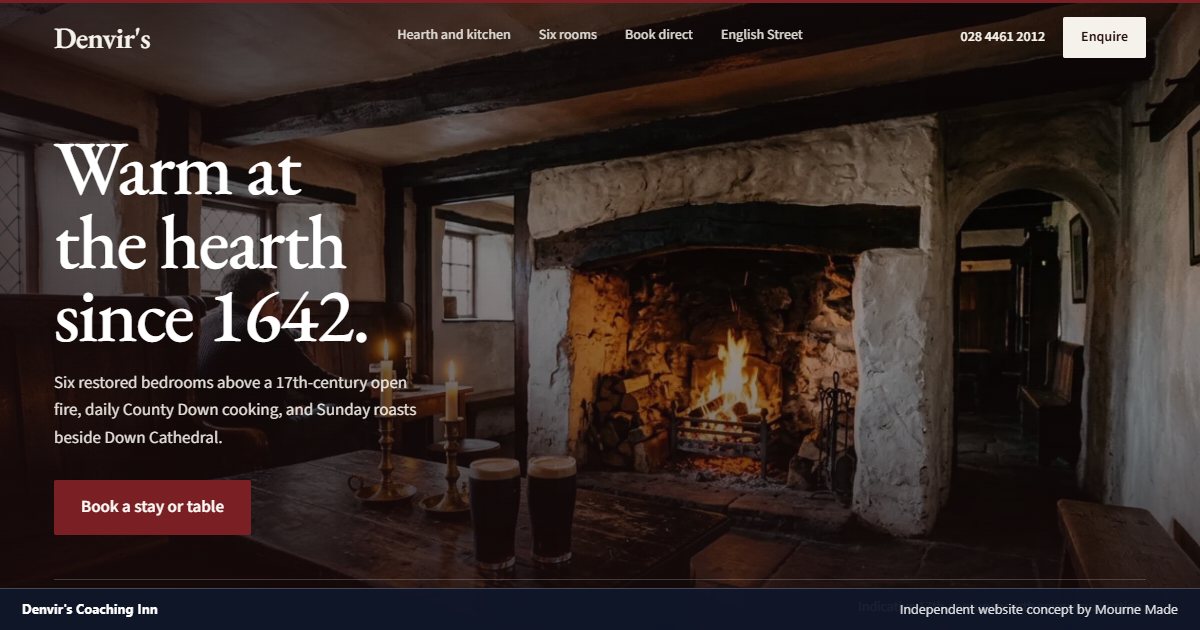 Denvir's
Hearth and kitchen
Six rooms
Book direct
English Street
028 4461 2012
Enquire
Warm at
the hearth
since 1642.
Six restored bedrooms above a 17th-century open
fire, daily County Down cooking, and Sunday roasts
beside Down Cathedral.
Book a stay or table
Denvir's Coaching Inn
Independent website concept by Mourne Made